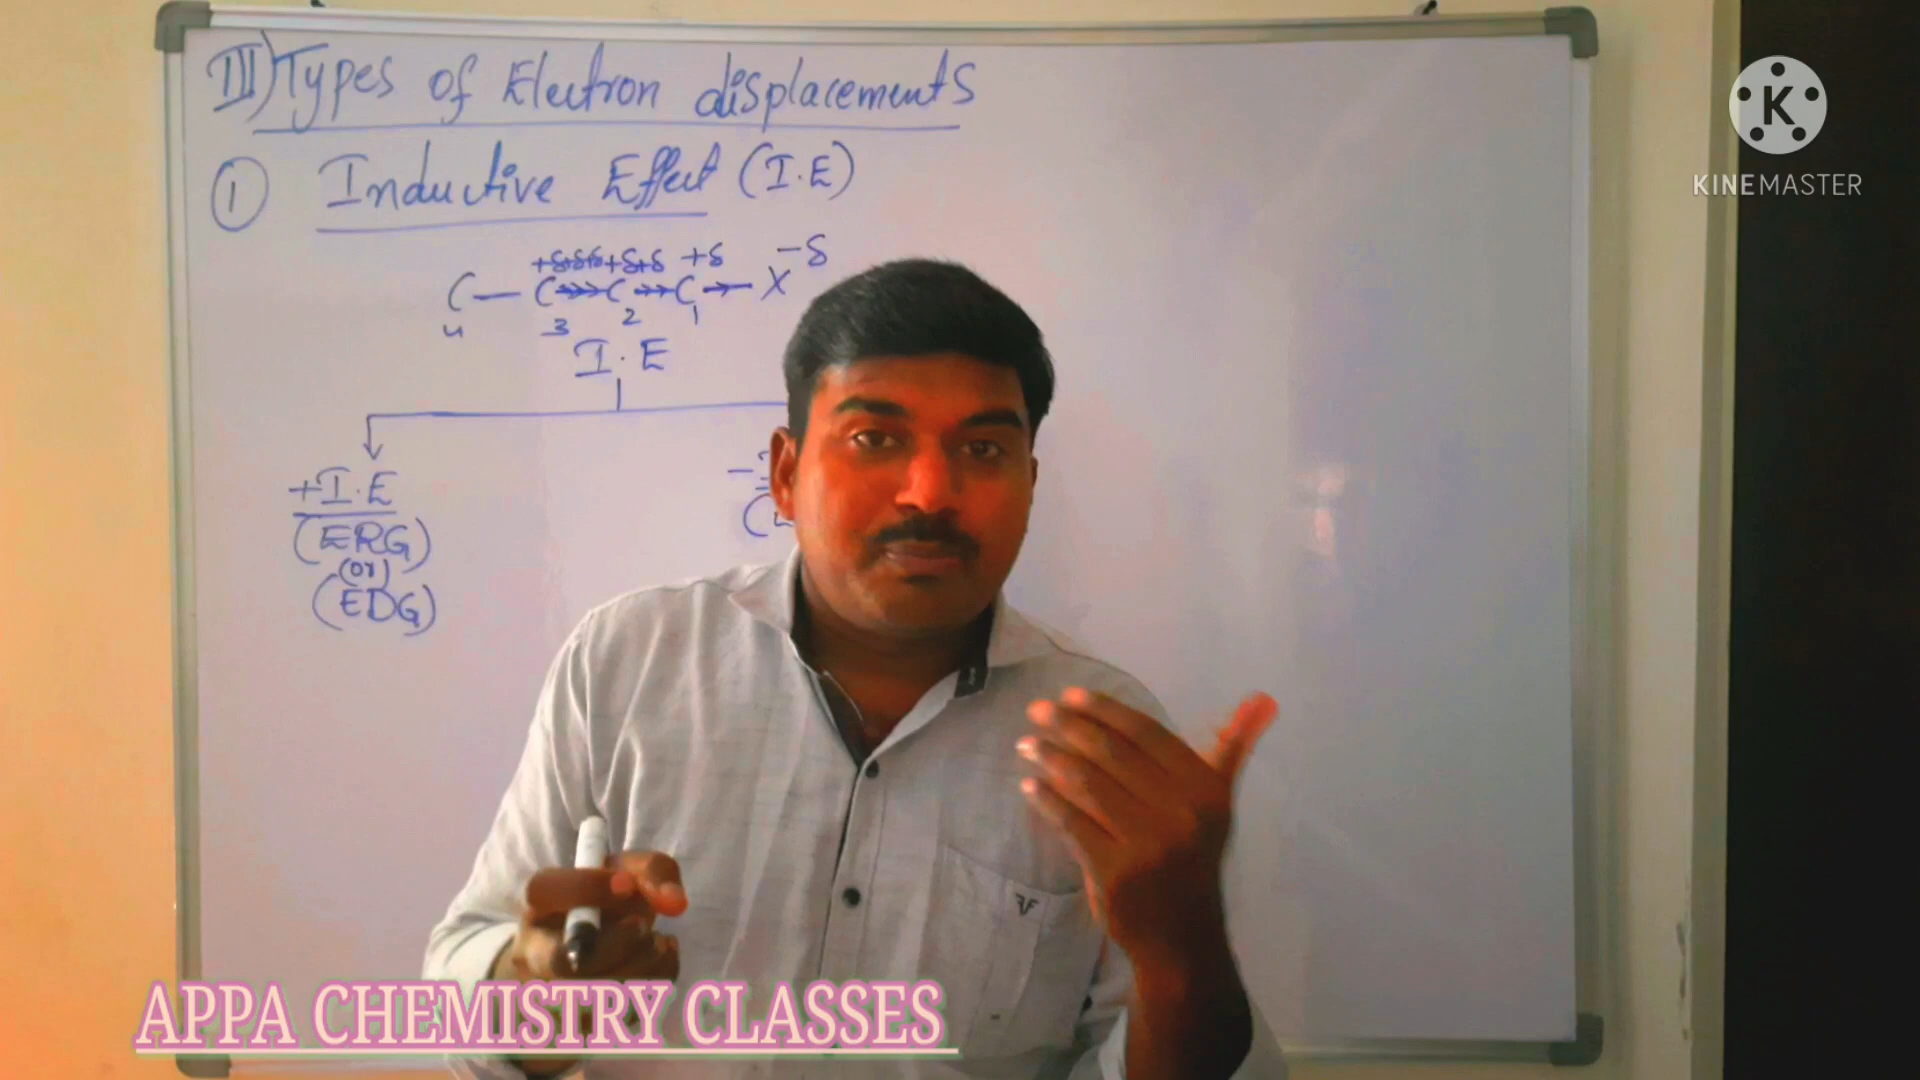 III) Types of Electron displacements
① Inductive Effect (I.E)
+δ+δ+δ +δ+δ +δ -δ
C — C →→→ C →→ C → X
4 3 2 1
I.E
+I.E
(ERG)
(or)
(EDG)
K
KINEMASTER
APPA CHEMISTRY CLASSES